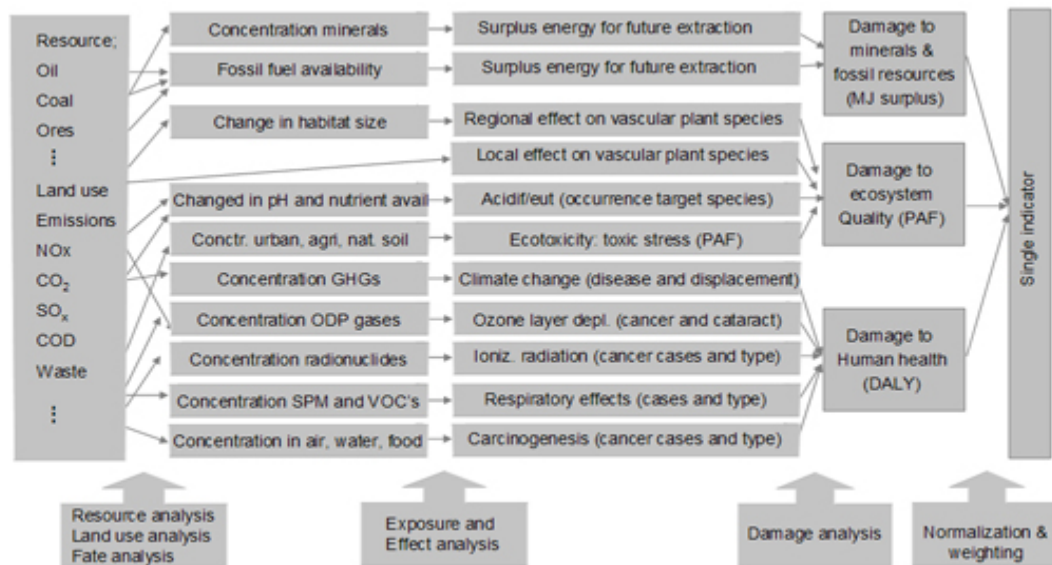 Resource;
Oil
Coal
Ores
⋮
Land use
Emissions
NOx
CO₂
SOₓ
COD
Waste
⋮
Concentration minerals
Fossil fuel availability
Change in habitat size
Changed in pH and nutrient avail
Conctr. urban, agri, nat. soil
Concentration GHGs
Concentration ODP gases
Concentration radionuclides
Concentration SPM and VOC's
Concentration in air, water, food
Surplus energy for future extraction
Surplus energy for future extraction
Regional effect on vascular plant species
Local effect on vascular plant species
Acidif/eut (occurrence target species)
Ecotoxicity: toxic stress (PAF)
Climate change (disease and displacement)
Ozone layer depl. (cancer and cataract)
Ioniz. radiation (cancer cases and type)
Respiratory effects (cases and type)
Carcinogenesis (cancer cases and type)
Damage to
minerals &
fossil resources
(MJ surplus)
Damage to
ecosystem
Quality (PAF)
Damage to
Human health
(DALY)
Single indicator
Resource analysis
Land use analysis
Fate analysis
Exposure and
Effect analysis
Damage analysis
Normalization &
weighting